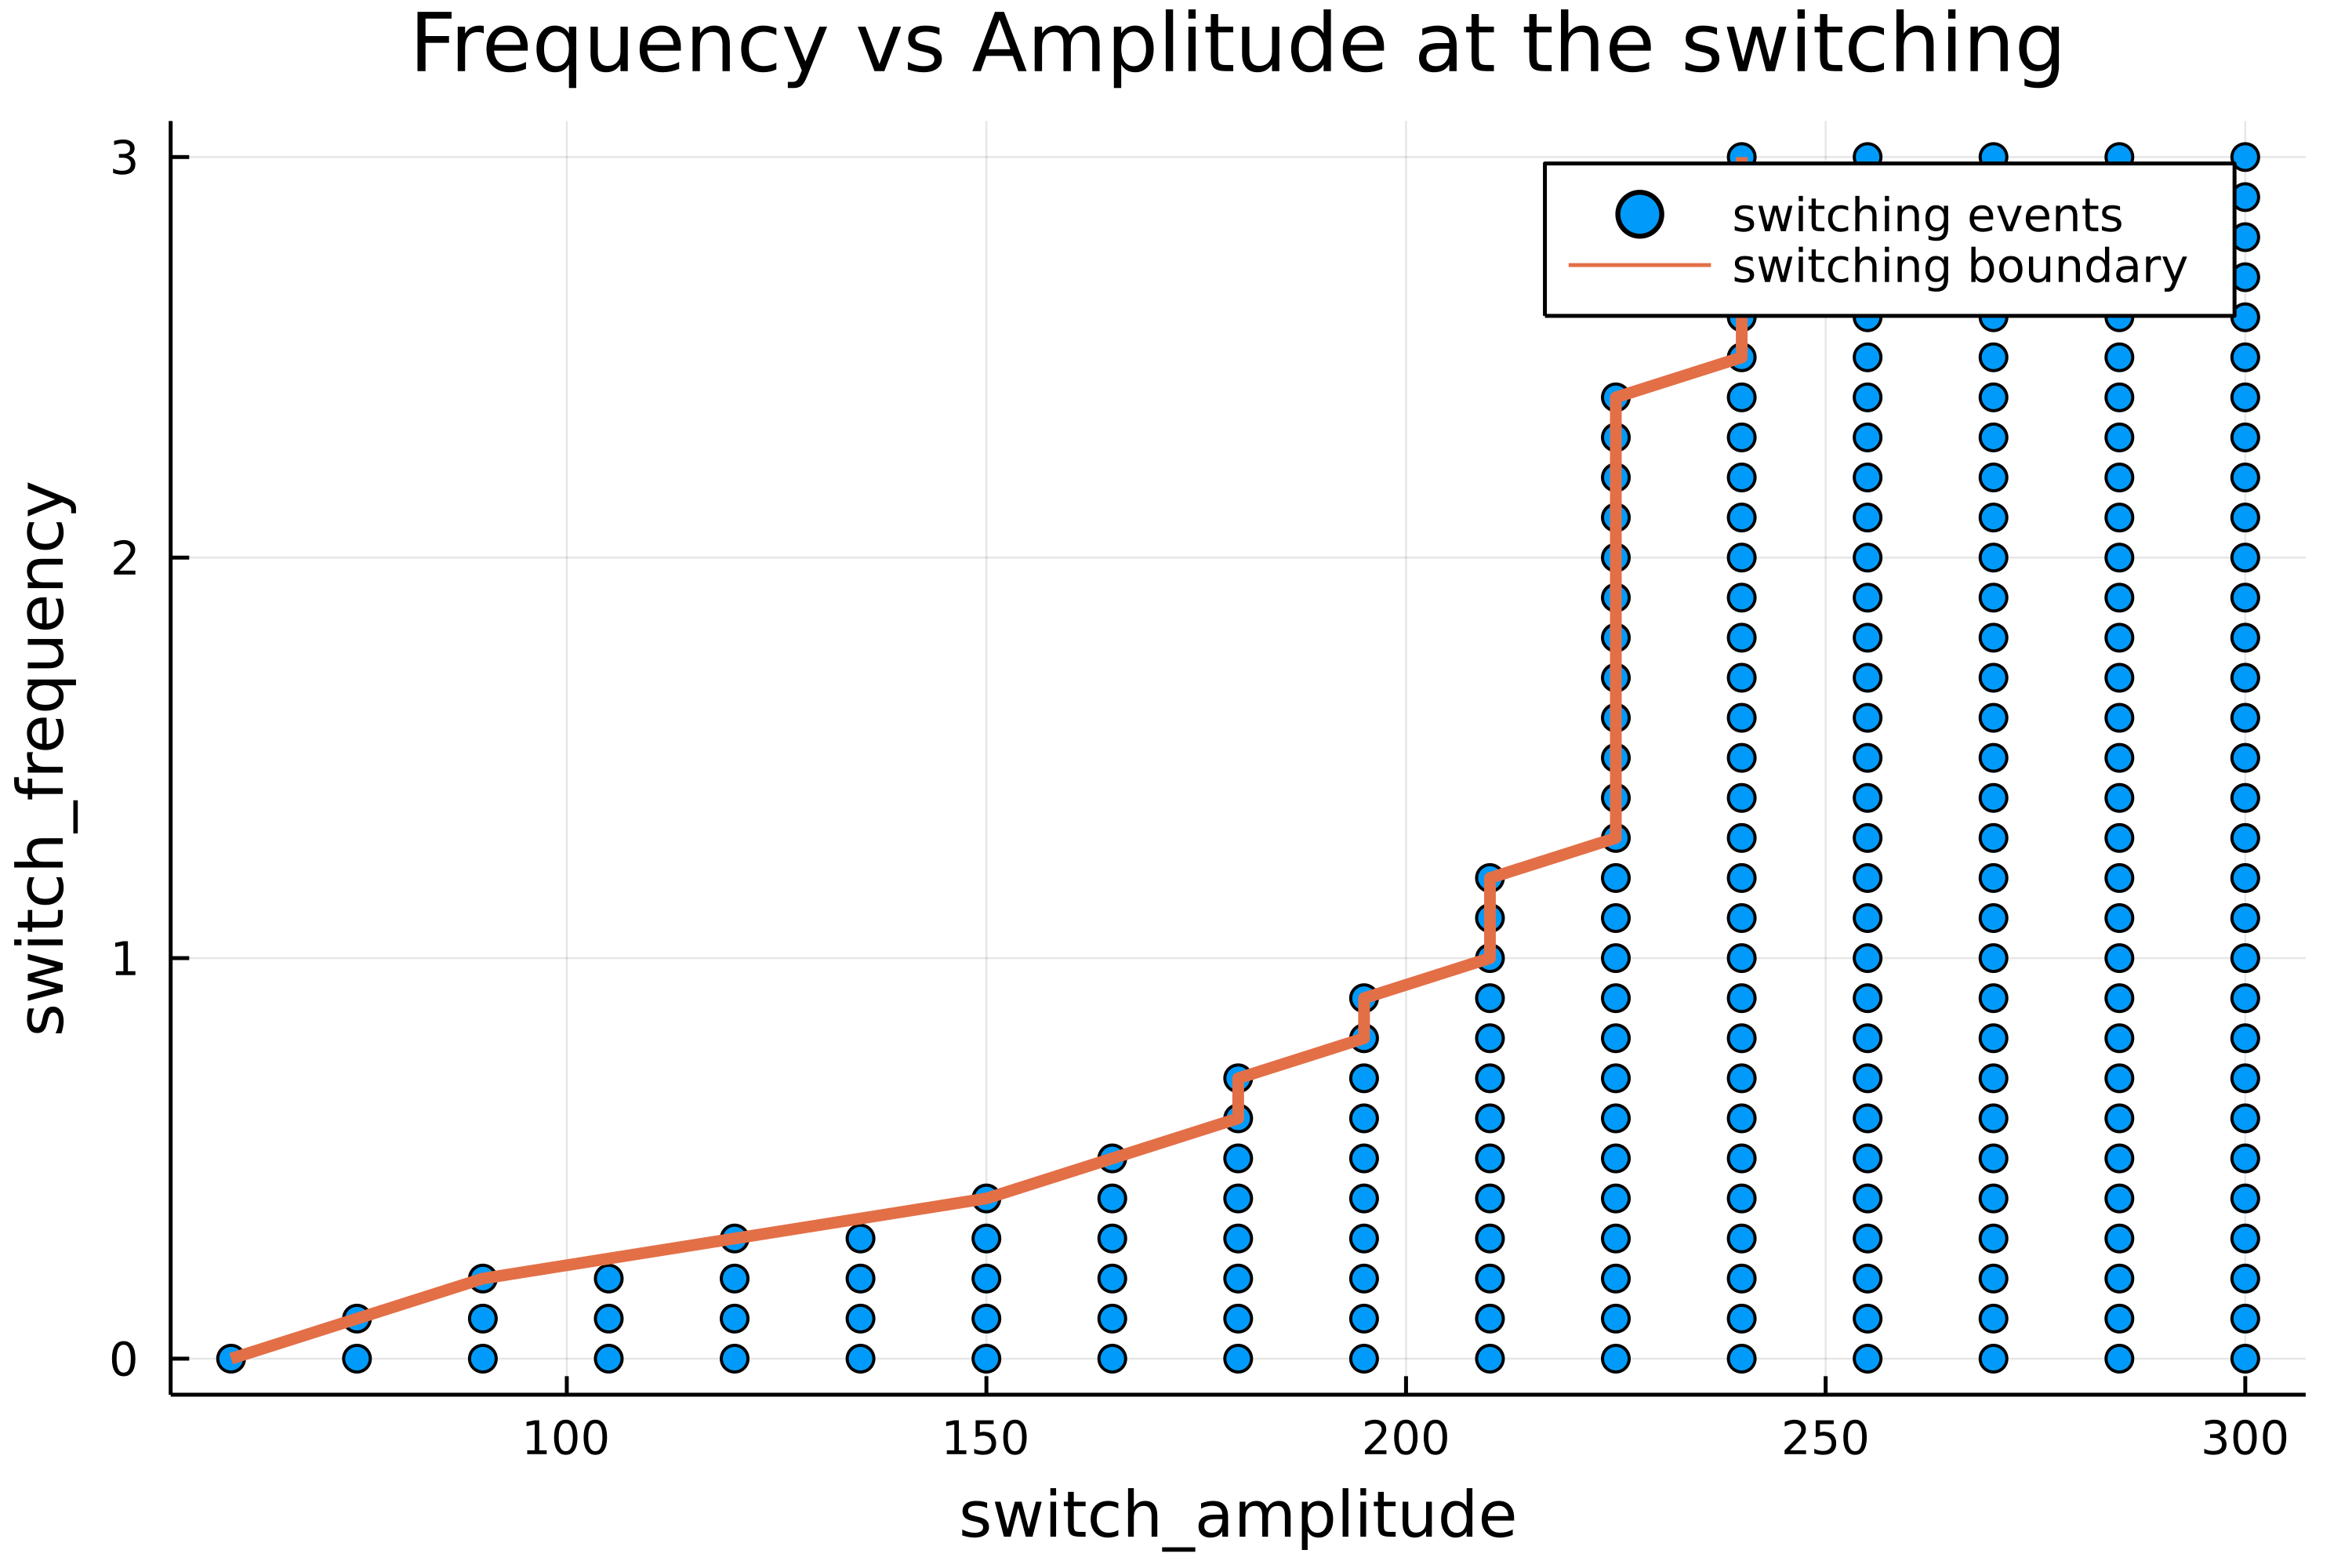 Frequency vs Amplitude at the switching
switching events
switching boundary
switch_frequency
3
2
1
0
100 150 200 250 300
switch_amplitude